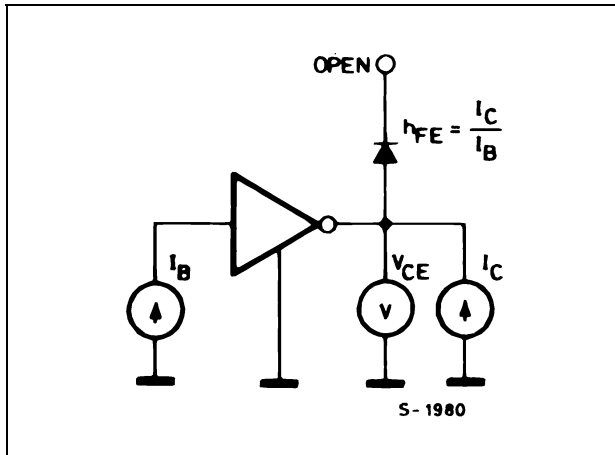 OPEN
hFE = IC
IB
IB
VCE
IC
V
S-1980